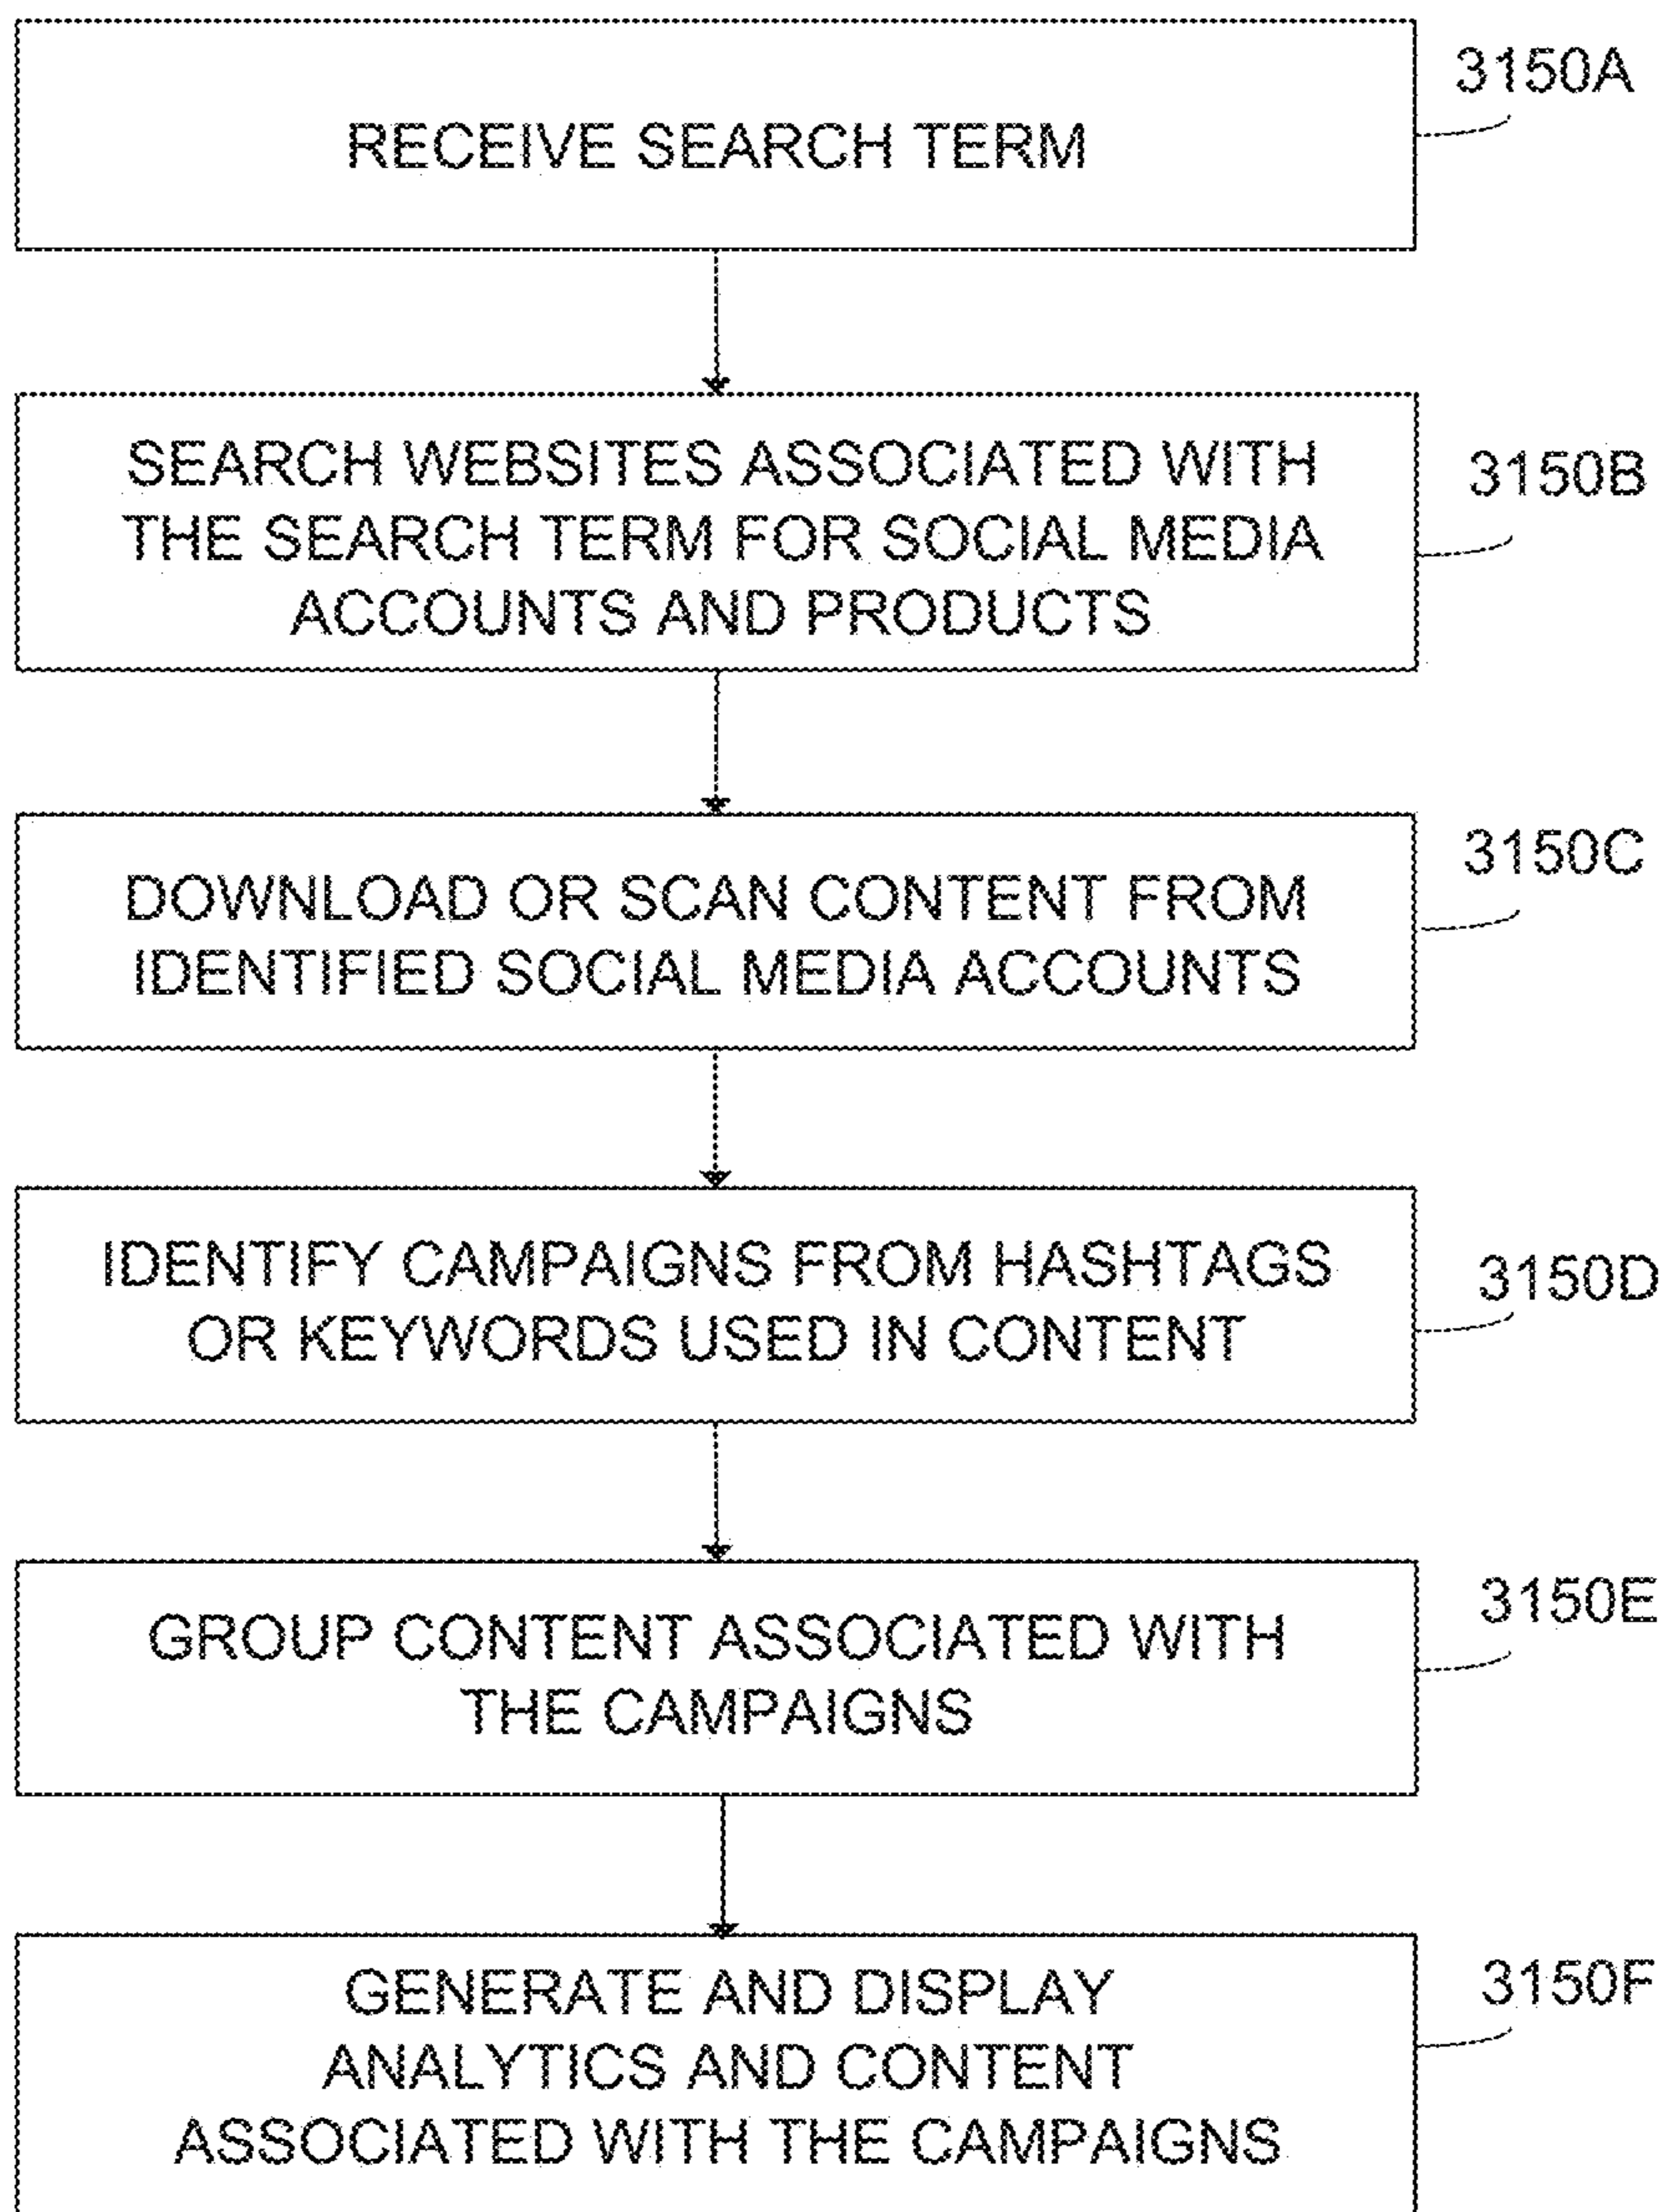 3150A
RECEIVE SEARCH TERM
SEARCH WEBSITES ASSOCIATED WITH
3150B
THE SEARCH TERM FOR SOCIAL MEDIA
ACCOUNTS AND PRODUCTS
3150C
DOWNLOAD OR SCAN CONTENT FROM
IDENTIFIED SOCIAL MEDIA ACCOUNTS
IDENTIFY CAMPAIGNS FROM HASHTAGS
3150D
OR KEYWORDS USED IN CONTENT
3150E
GROUP CONTENT ASSOCIATED WITH
THE CAMPAIGNS
3150F
GENERATE AND DISPLAY
ANALYTICS AND CONTENT
ASSOCIATED WITH THE CAMPAIGNS